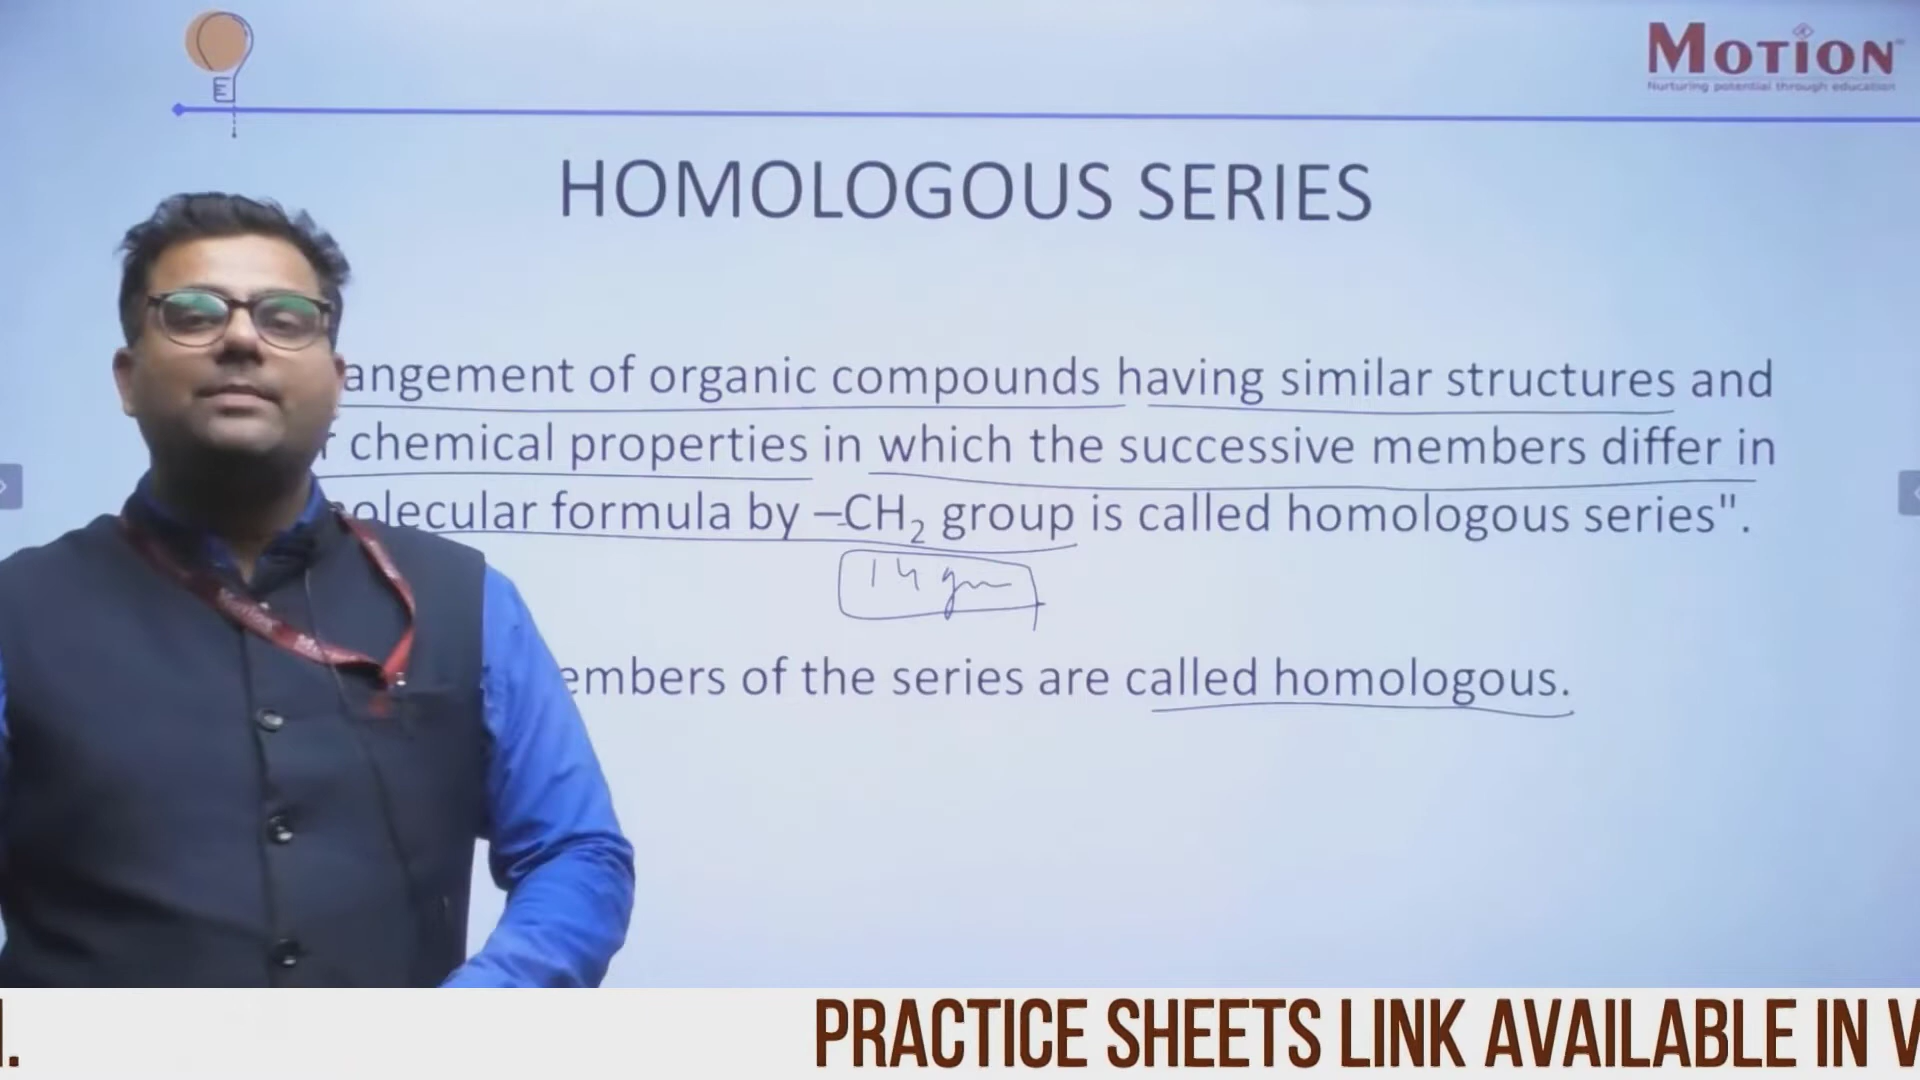 MOTION
Nurturing potential through education
HOMOLOGOUS SERIES
angement of organic compounds having similar structures and
r chemical properties in which the successive members differ in
olecular formula by –CH₂ group is called homologous series".
14 gm
embers of the series are called homologous.
PRACTICE SHEETS LINK AVAILABLE IN V